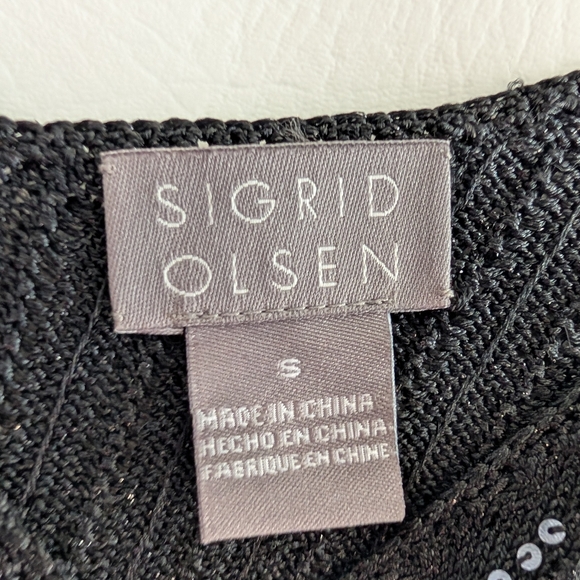 SIGRID
OLSEN
S
MADE IN CHINA
HECHO EN CHINA
FABRIQUE EN CHINE